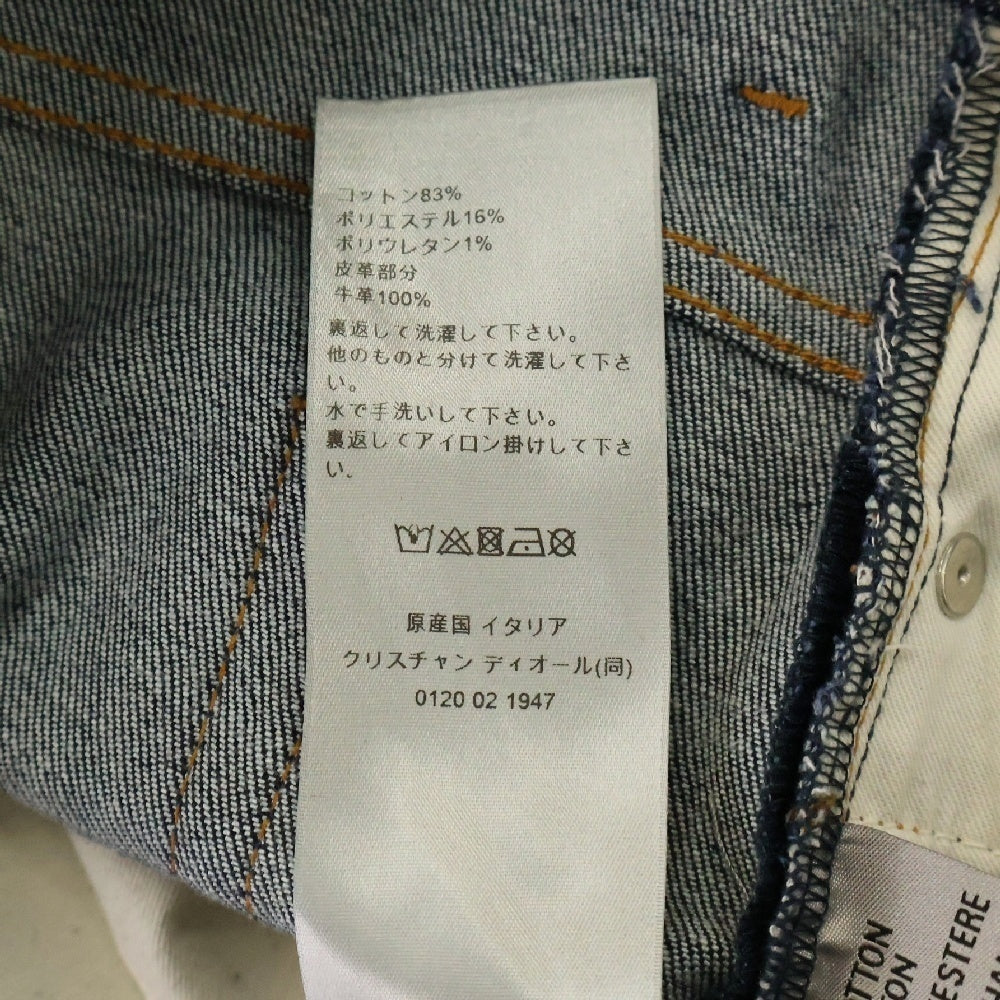 コットン83%
ポリエステル16%
ポリウレタン1%
皮革部分
牛革100%
裏返して洗濯して下さい。
他のものと分けて洗濯して下さ
い。
水で手洗いして下さい。
裏返してアイロン掛けして下さ
い.
原産国 イタリア
クリスチャン ディオール(同)
0120 02 1947
TTON
ON
ESTERE